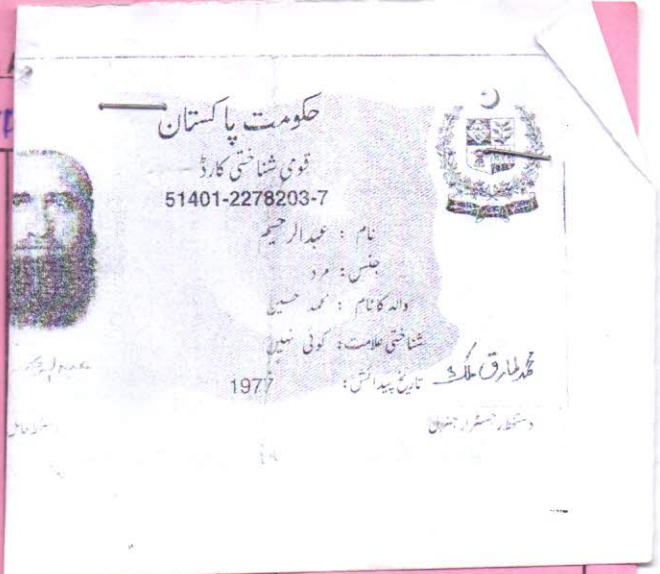 حکومت پاکستان
قومی شناختی کارڈ
51401-2278203-7
نام : عبدالرحیم
جنس: مرد
والد کا نام : محمد حسین
شناختی علامت: کوئی نہیں
تاریخ پیدائش: 1977
محمد طارق ملک
دستخط رجسٹرار جنرل